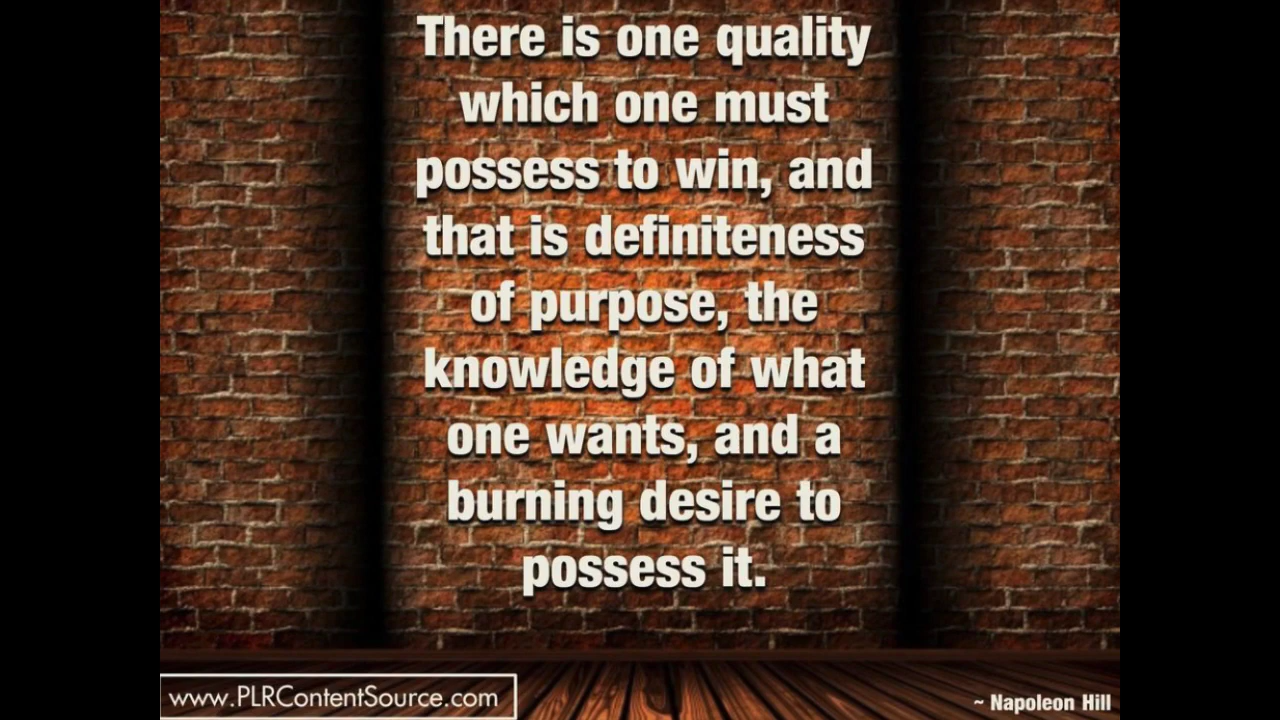 There is one quality
which one must
possess to win, and
that is definiteness
of purpose, the
knowledge of what
one wants, and a
burning desire to
possess it.
www.PLRContentSource.com
~ Napoleon Hill